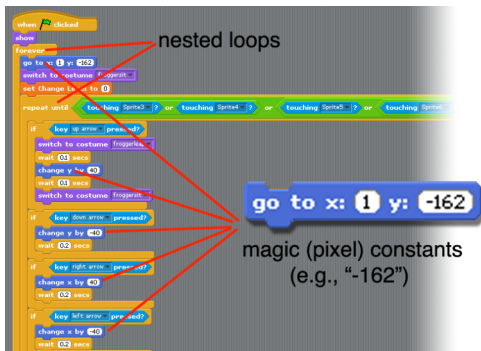 when clicked
show
forever
go to x: 1 y: -162
switch to costume froggersit
set Change Level to 0
repeat until touching Sprite3 ? or touching Sprite4 ? or touching Sprite5 ? or touching Sprite6
if key up arrow pressed?
switch to costume froggerleap
wait 0.1 secs
change y by 40
wait 0.1 secs
switch to costume froggersit
if key down arrow pressed?
change y by -40
wait 0.2 secs
if key right arrow pressed?
change x by 40
wait 0.2 secs
if key left arrow pressed?
change x by -40
wait 0.2 secs
nested loops
go to x: 1 y: -162
magic (pixel) constants
(e.g., “-162”)